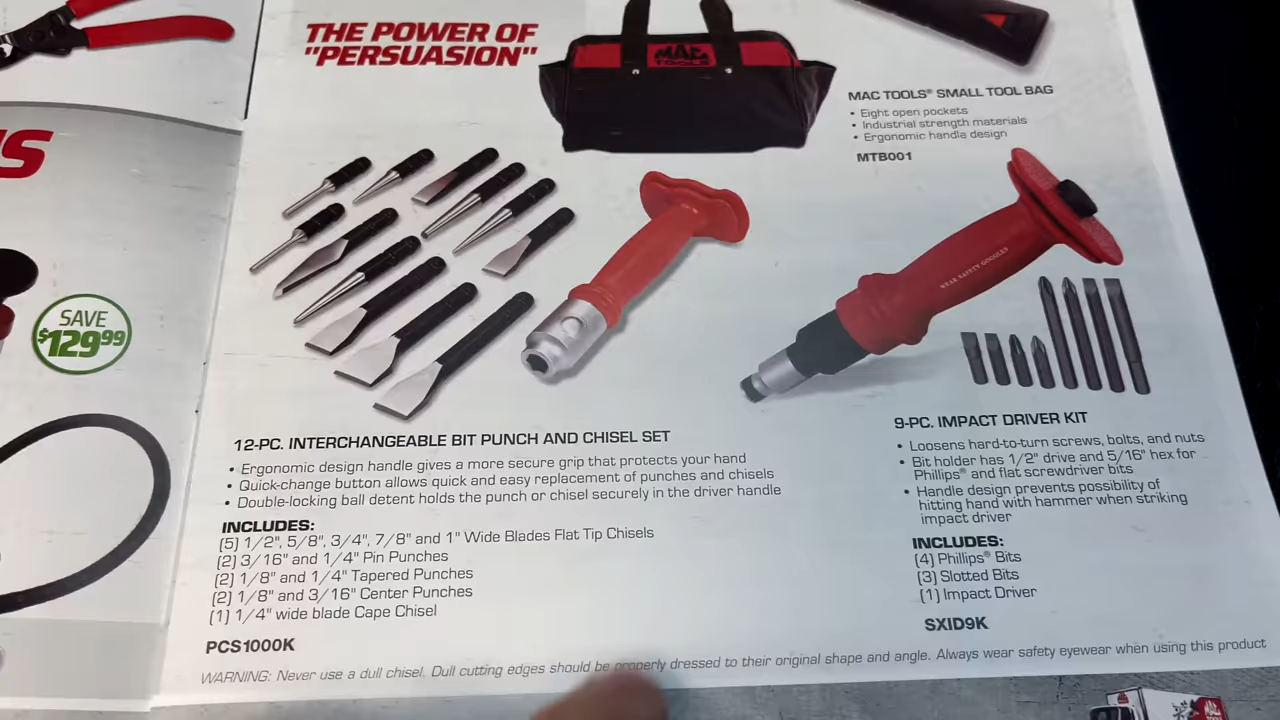 THE POWER OF
"PERSUASION"
MAC
TOOLS
MAC TOOLS® SMALL TOOL BAG
• Eight open pockets
• Industrial strength materials
• Ergonomic handle design
MTB001
S
SAVE
$129.99
WEAR SAFETY GOGGLES
12-PC. INTERCHANGEABLE BIT PUNCH AND CHISEL SET
• Ergonomic design handle gives a more secure grip that protects your hand
• Quick-change button allows quick and easy replacement of punches and chisels
• Double-locking ball detent holds the punch or chisel securely in the driver handle
INCLUDES:
(5) 1/2", 5/8", 3/4", 7/8" and 1" Wide Blades Flat Tip Chisels
(2) 3/16" and 1/4" Pin Punches
(2) 1/8" and 1/4" Tapered Punches
(2) 1/8" and 3/16" Center Punches
(1) 1/4" wide blade Cape Chisel
PCS1000K
9-PC. IMPACT DRIVER KIT
• Loosens hard-to-turn screws, bolts, and nuts
• Bit holder has 1/2" drive and 5/16" hex for
Phillips® and flat screwdriver bits
• Handle design prevents possibility of
hitting hand with hammer when striking
impact driver
INCLUDES:
(4) Phillips® Bits
(3) Slotted Bits
(1) Impact Driver
SXID9K
WARNING: Never use a dull chisel. Dull cutting edges should be properly dressed to their original shape and angle. Always wear safety eyewear when using this product
MAC